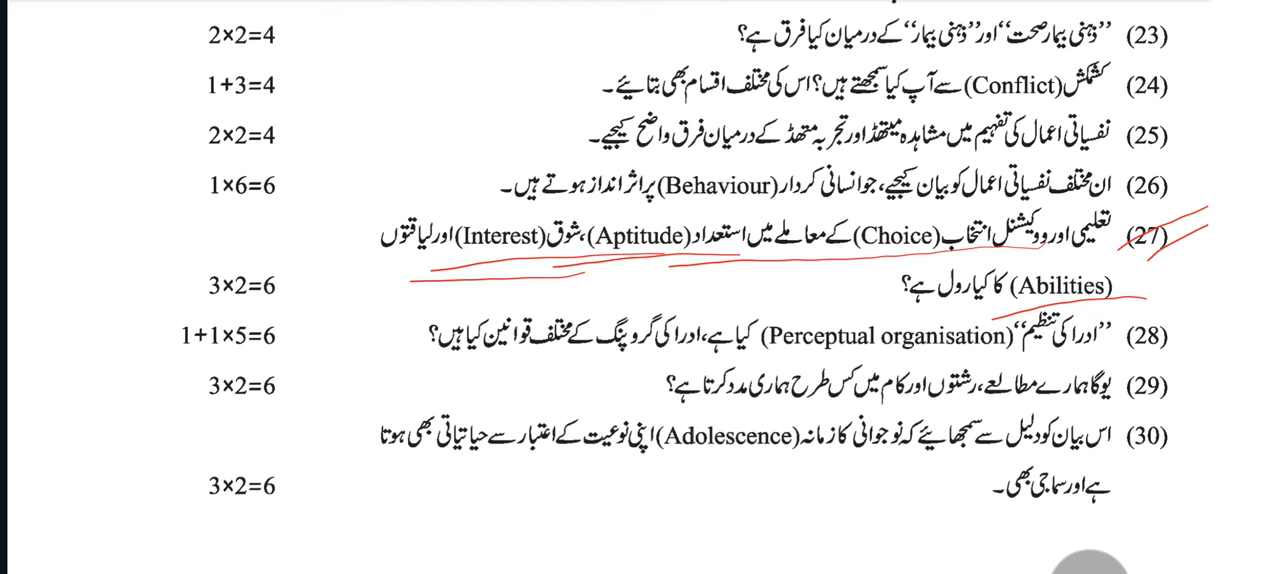 (23) ”ذہنی بیمار صحت“ اور ”ذہنی بیمار“ کے درمیان کیا فرق ہے؟ 2×2=4
(24) کشمکش (Conflict) سے آپ کیا سمجھتے ہیں؟ اس کی مختلف اقسام بھی بتائیے۔ 1+3=4
(25) نفسیاتی اعمال کی تفہیم میں مشاہدہ میتھڈ اور تجربہ متھڈ کے درمیان فرق واضح کیجیے۔ 2×2=4
(26) ان مختلف نفسیاتی اعمال کو بیان کیجیے، جو انسانی کردار (Behaviour) پر اثر انداز ہوتے ہیں۔ 1×6=6
(27) تعلیمی اور ووکیشنل انتخاب (Choice) کے معاملے میں استعداد (Aptitude)، شوق (Interest) اور لیاقتوں
(Abilities) کا کیا رول ہے؟ 3×2=6
(28) ”ادرا کی تنظیم“ (Perceptual organisation) کیا ہے، ادرا کی گروپنگ کے مختلف قوانین کیا ہیں؟ 1+1×5=6
(29) یوگا ہمارے مطالعے، رشتوں اور کام میں کس طرح ہماری مدد کرتا ہے؟ 3×2=6
(30) اس بیان کو دلیل سے سمجھائیے کہ نوجوانی کا زمانہ (Adolescence) اپنی نوعیت کے اعتبار سے حیاتیاتی بھی ہوتا
ہے اور سماجی بھی۔ 3×2=6